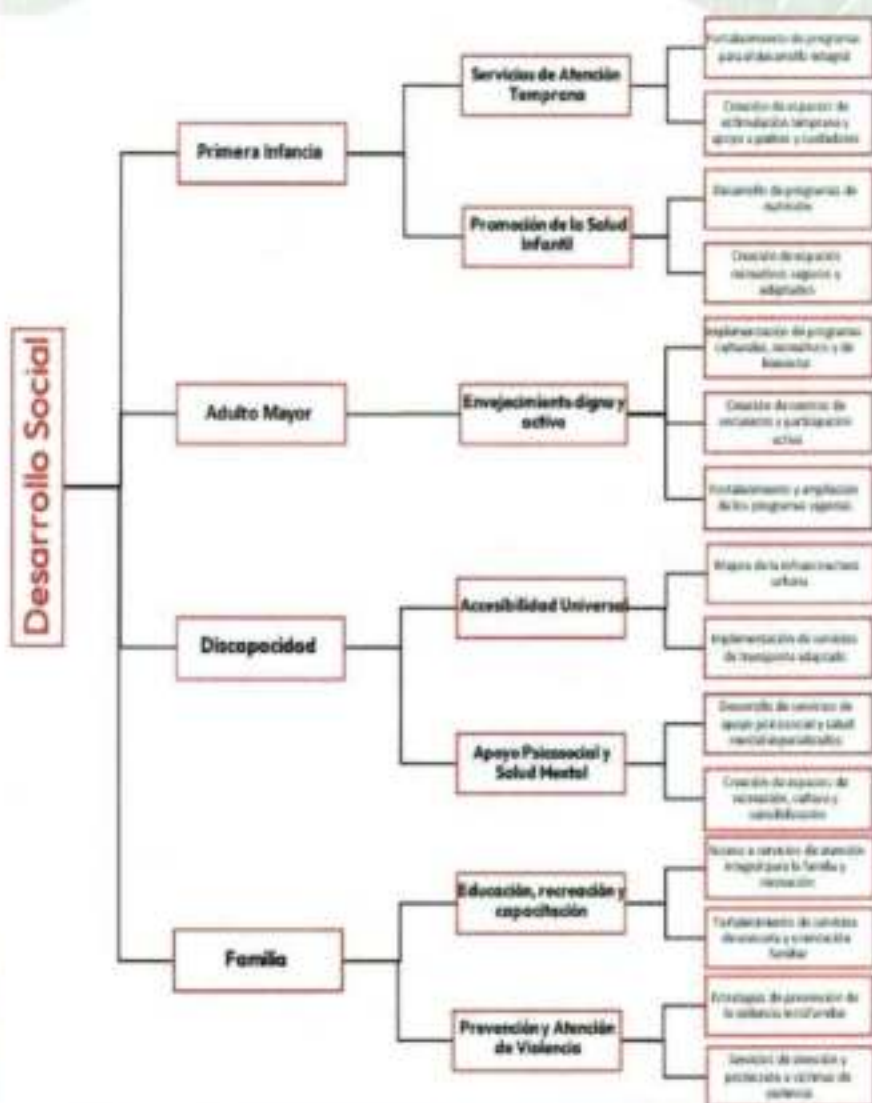 Desarrollo Social
Primera Infancia
Servicios de Atención
Temprana
Fortalecimiento de programas
para el desarrollo integral
Creación de espacios de
estimulación temprana y
apoyo a padres y cuidadores
Promoción de la Salud
Infantil
Desarrollo de programas de
nutrición
Creación de espacios
recreativos seguros y
adaptados
Adulto Mayor
Envejecimiento digno y
activo
Implementación de programas
culturales, recreativos y de
bienestar
Creación de centros de
encuentro y participación
activa
Fortalecimiento y ampliación
de los programas vigentes
Discapacidad
Accesibilidad Universal
Mejora de la infraestructura
urbana
Implementación de servicios
de transporte adaptado
Apoyo Psicosocial y
Salud Mental
Desarrollo de servicios de
apoyo psicosocial y salud
mental especializados
Creación de espacios de
recreación, cultura y
sensibilización
Familia
Educación, recreación y
capacitación
Acceso a servicios de atención
integral para la familia y
recreación
Fortalecimiento de servicios
de asesoría y orientación
familiar
Prevención y Atención
de Violencia
Estrategias de prevención de
la violencia intrafamiliar
Servicios de atención y
protección a víctimas de
violencia